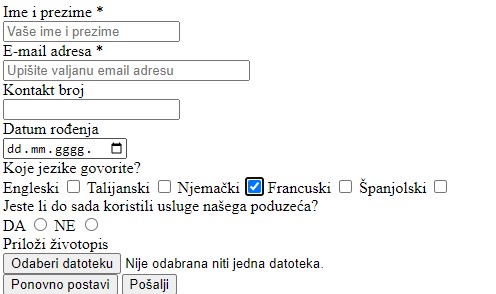 Ime i prezime *
Vaše ime i prezime
E-mail adresa *
Upišite valjanu email adresu
Kontakt broj
Datum rođenja
dd.mm.gggg.
Koje jezike govorite?
Engleski Talijanski Njemački Francuski Španjolski
Jeste li do sada koristili usluge našega poduzeća?
DA NE
Priloži životopis
Odaberi datoteku Nije odabrana niti jedna datoteka.
Ponovno postavi Pošalji